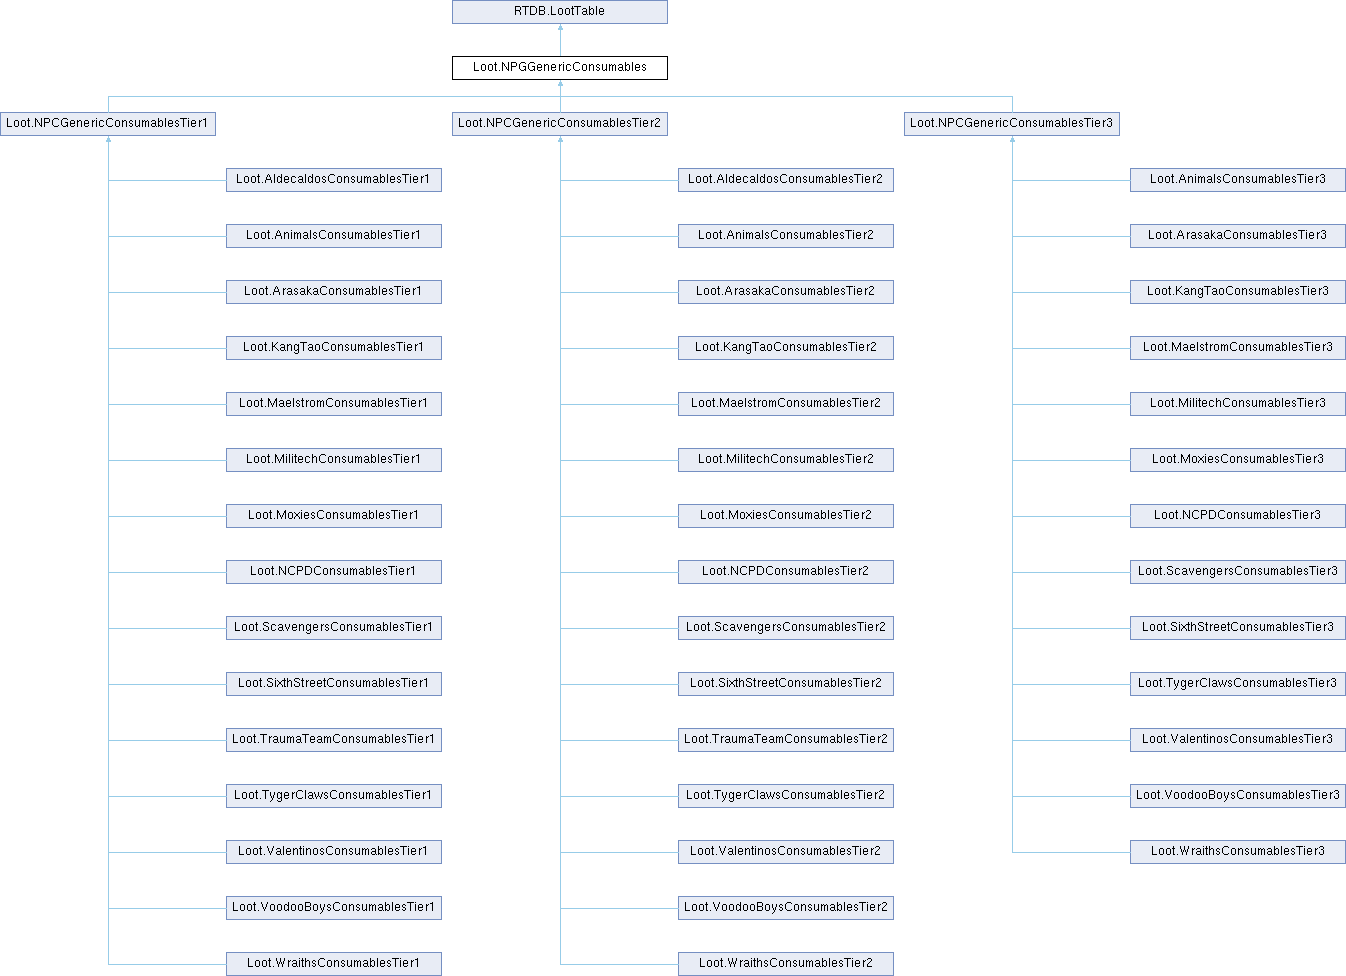 RTDB.LootTable
Loot.NPGGenericConsumables
Loot.NPCGenericConsumablesTier1
Loot.NPCGenericConsumablesTier2
Loot.NPCGenericConsumablesTier3
Loot.AldecaldosConsumablesTier1
Loot.AldecaldosConsumablesTier2
Loot.AnimalsConsumablesTier3
Loot.AnimalsConsumablesTier1
Loot.AnimalsConsumablesTier2
Loot.ArasakaConsumablesTier3
Loot.ArasakaConsumablesTier1
Loot.ArasakaConsumablesTier2
Loot.KangTaoConsumablesTier3
Loot.KangTaoConsumablesTier1
Loot.KangTaoConsumablesTier2
Loot.MaelstromConsumablesTier3
Loot.MaelstromConsumablesTier1
Loot.MaelstromConsumablesTier2
Loot.MilitechConsumablesTier3
Loot.MilitechConsumablesTier1
Loot.MilitechConsumablesTier2
Loot.MoxiesConsumablesTier3
Loot.MoxiesConsumablesTier1
Loot.MoxiesConsumablesTier2
Loot.NCPDConsumablesTier3
Loot.NCPDConsumablesTier1
Loot.NCPDConsumablesTier2
Loot.ScavengersConsumablesTier3
Loot.ScavengersConsumablesTier1
Loot.ScavengersConsumablesTier2
Loot.SixthStreetConsumablesTier3
Loot.SixthStreetConsumablesTier1
Loot.SixthStreetConsumablesTier2
Loot.TygerClawsConsumablesTier3
Loot.TraumaTeamConsumablesTier1
Loot.TraumaTeamConsumablesTier2
Loot.ValentinosConsumablesTier3
Loot.TygerClawsConsumablesTier1
Loot.TygerClawsConsumablesTier2
Loot.VoodooBoysConsumablesTier3
Loot.ValentinosConsumablesTier1
Loot.ValentinosConsumablesTier2
Loot.WraithsConsumablesTier3
Loot.VoodooBoysConsumablesTier1
Loot.VoodooBoysConsumablesTier2
Loot.WraithsConsumablesTier1
Loot.WraithsConsumablesTier2